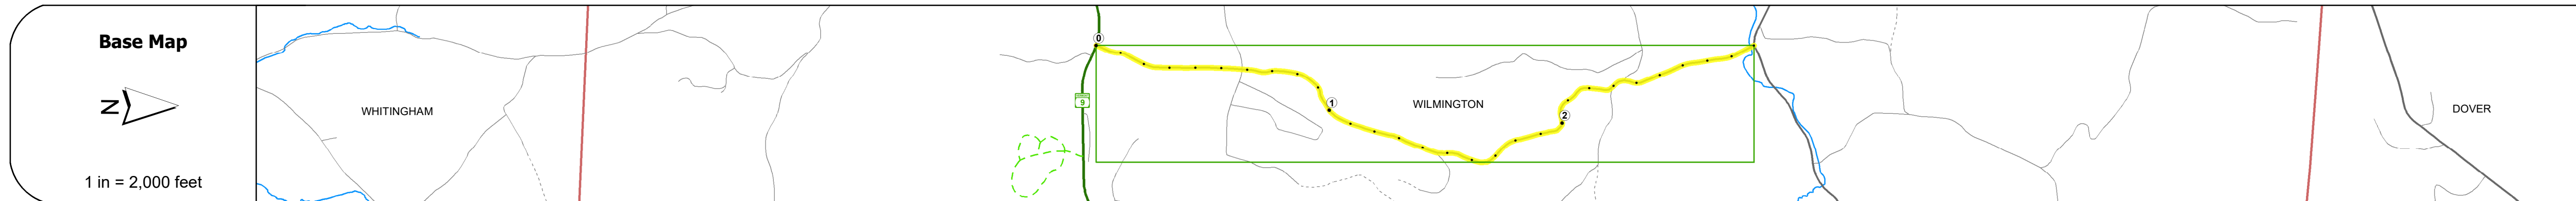 Base Map
N
1 in = 2,000 feet
WHITINGHAM
0
9
1
WILMINGTON
2
DOVER